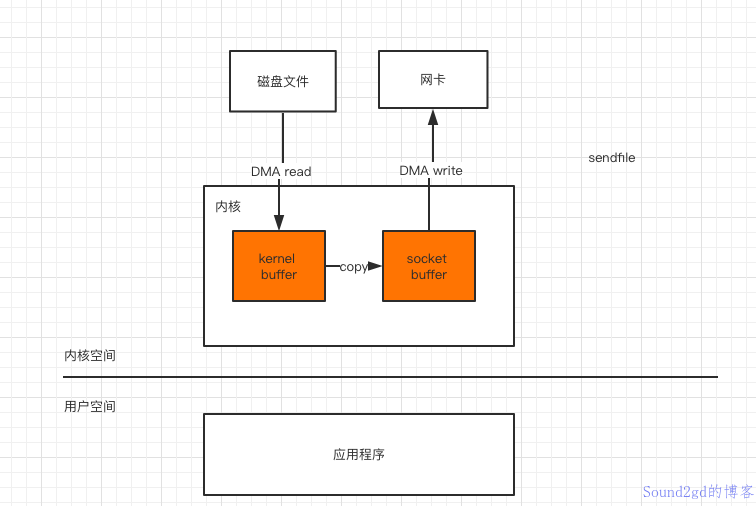 磁盘文件
网卡
sendfile
DMA read
DMA write
内核
kernel
buffer
copy
socket
buffer
内核空间
用户空间
应用程序
Sound2gd的博客